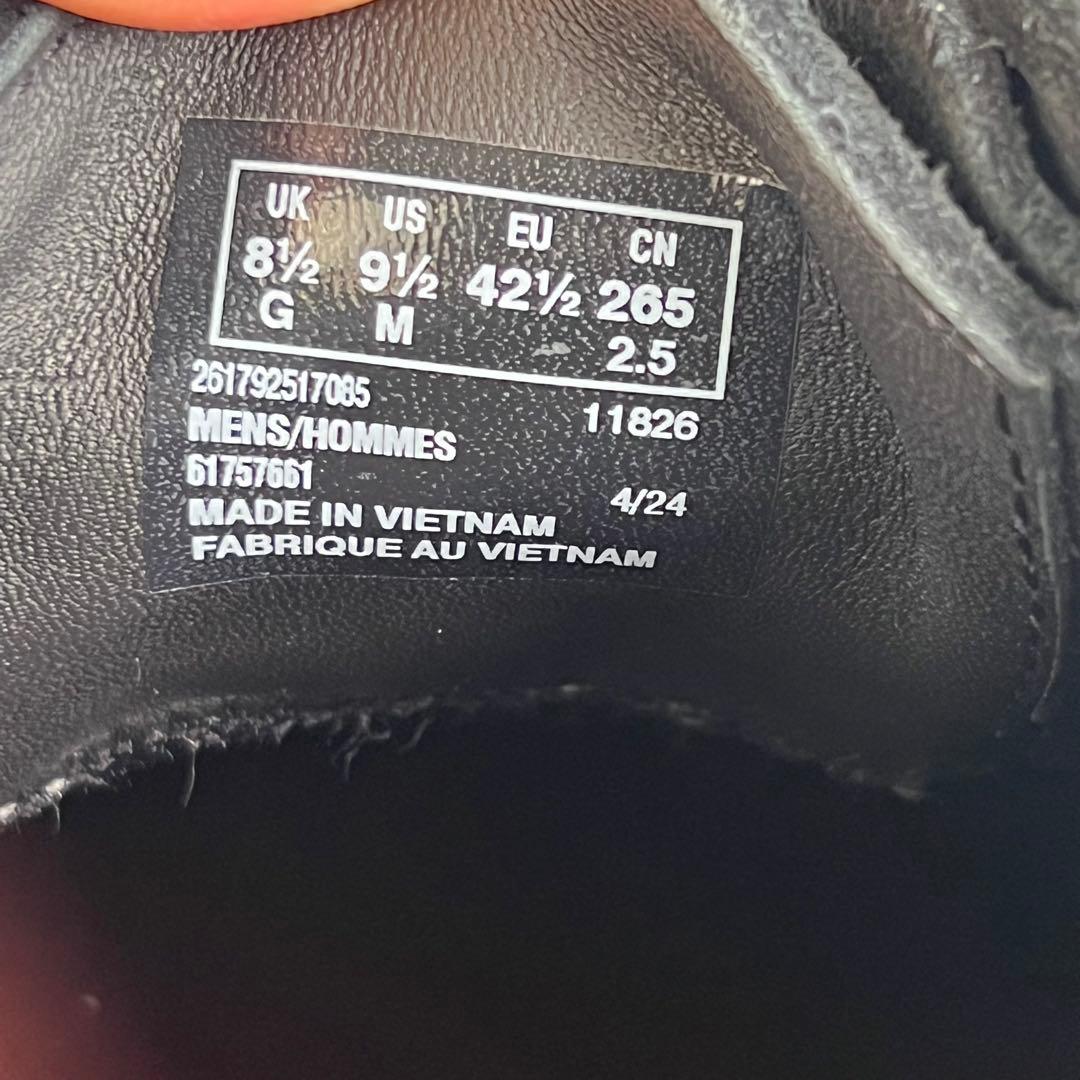 UK US EU CN
8½ 9½ 42½ 265
G M 2.5
261792517085
MENS/HOMMES 11826
61757661
MADE IN VIETNAM 4/24
FABRIQUE AU VIETNAM